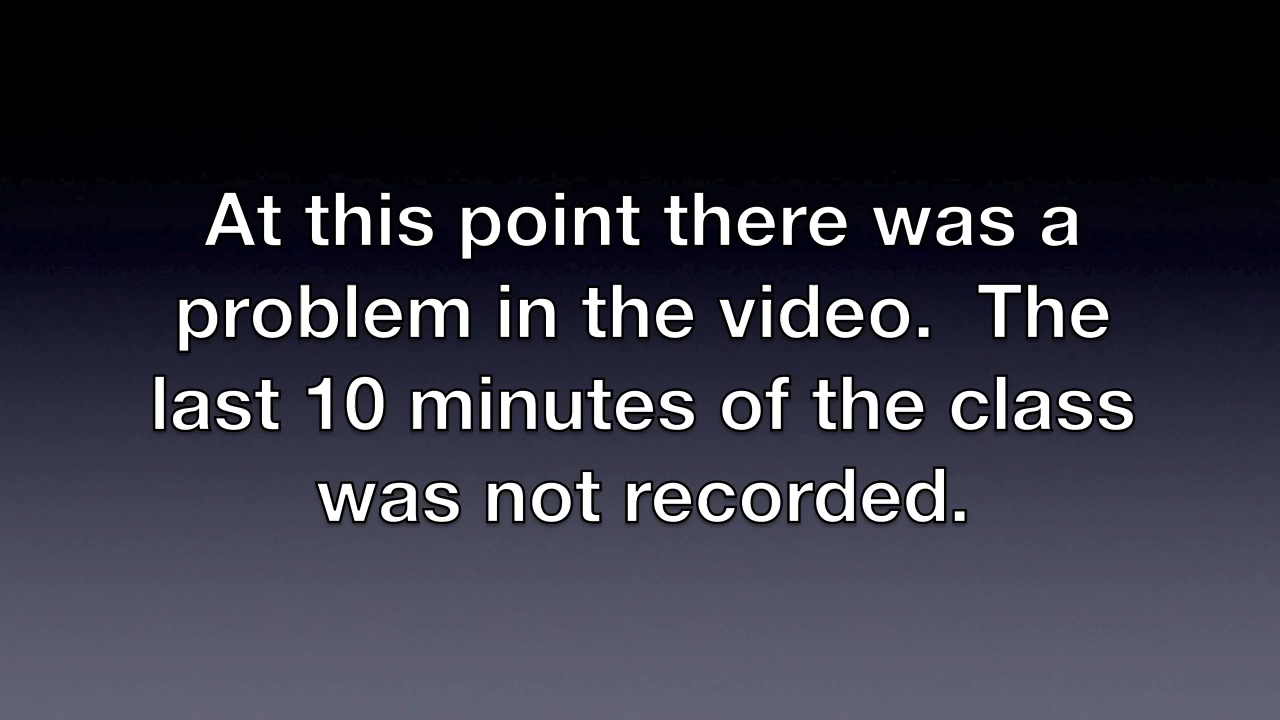 At this point there was a
problem in the video.  The
last 10 minutes of the class
was not recorded.